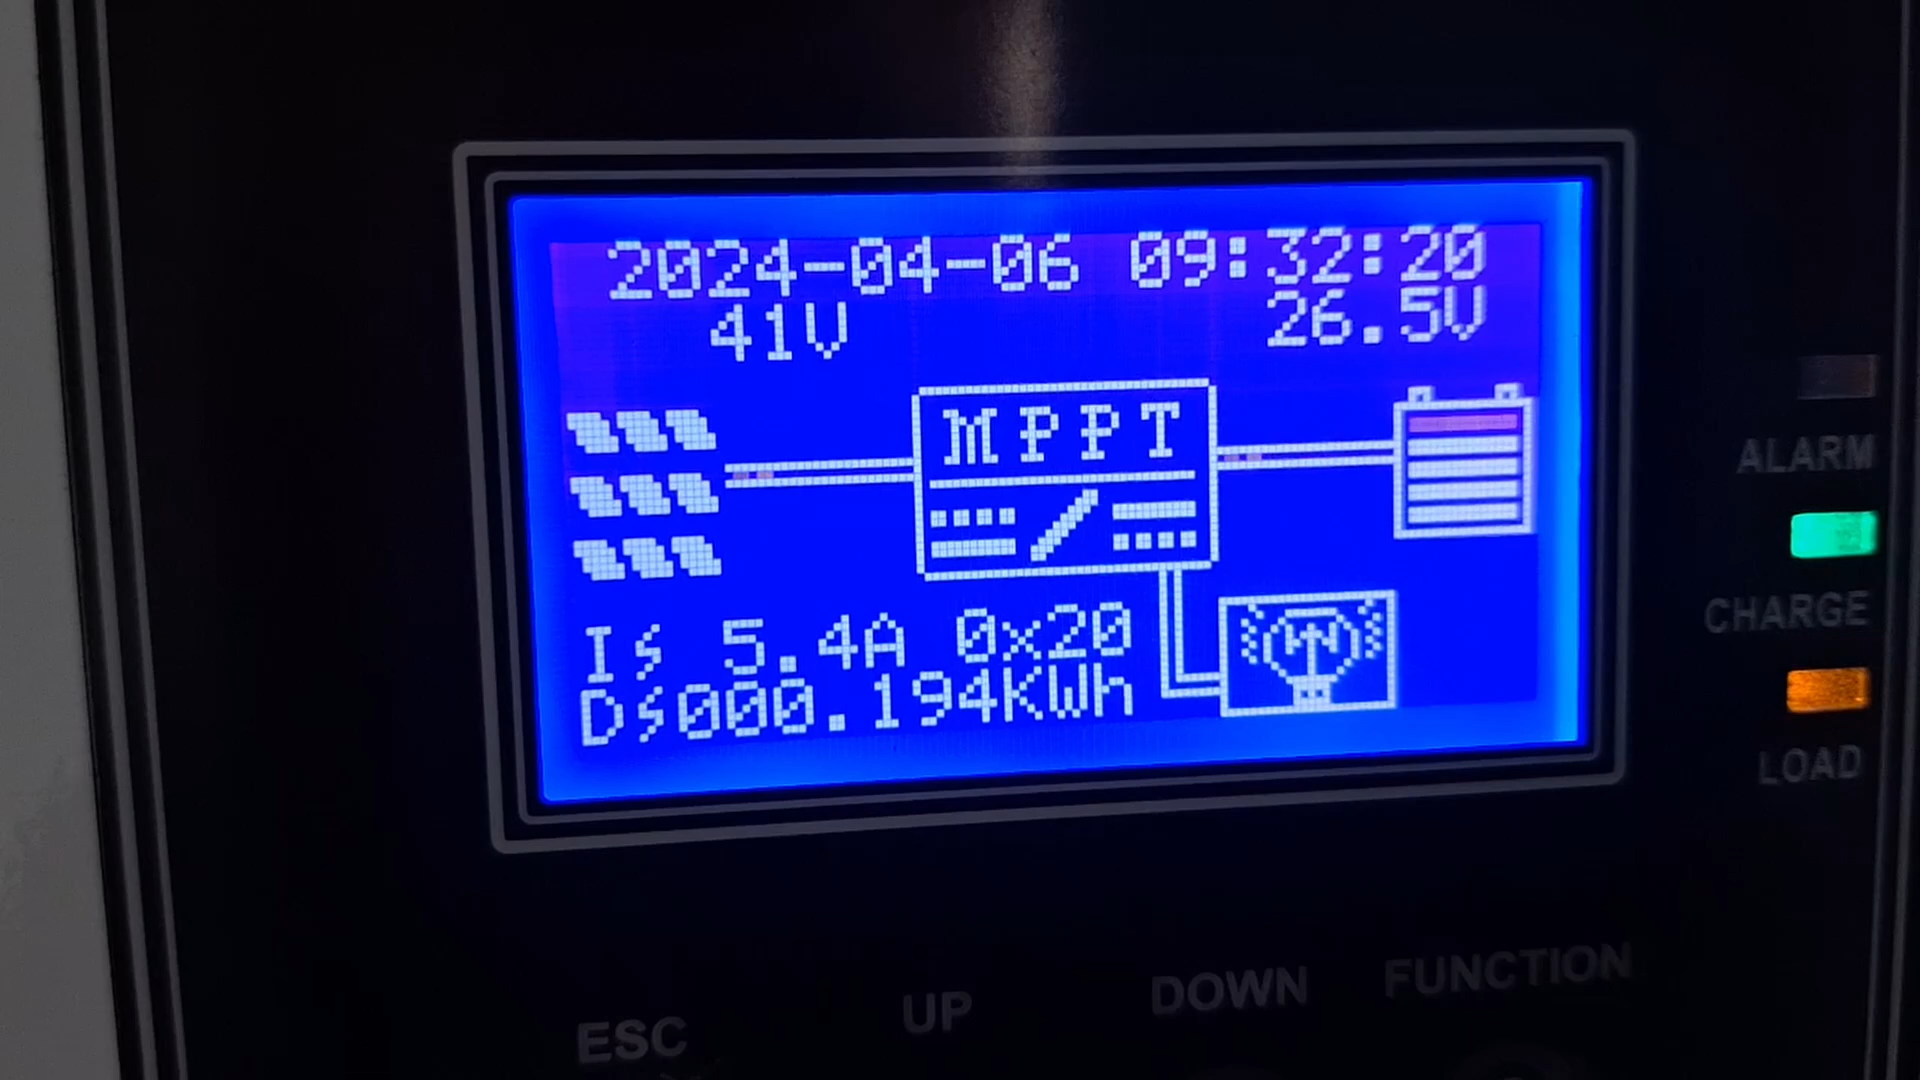 2024-04-06 09:32:20
41V 26.5V
MPPT
I 5.4A 0x20
D 000.194KWh
ALARM
CHARGE
LOAD
ESC UP DOWN FUNCTION